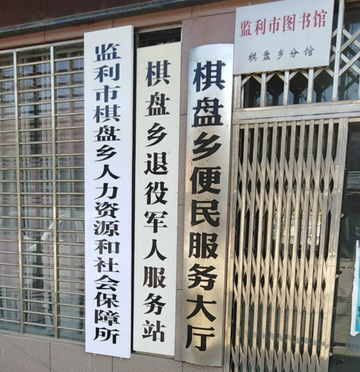 监利市棋盘乡人力资源和社会保障所
棋盘乡退役军人服务站
棋盘乡便民服务大厅
监利市图书馆
棋盘乡分馆